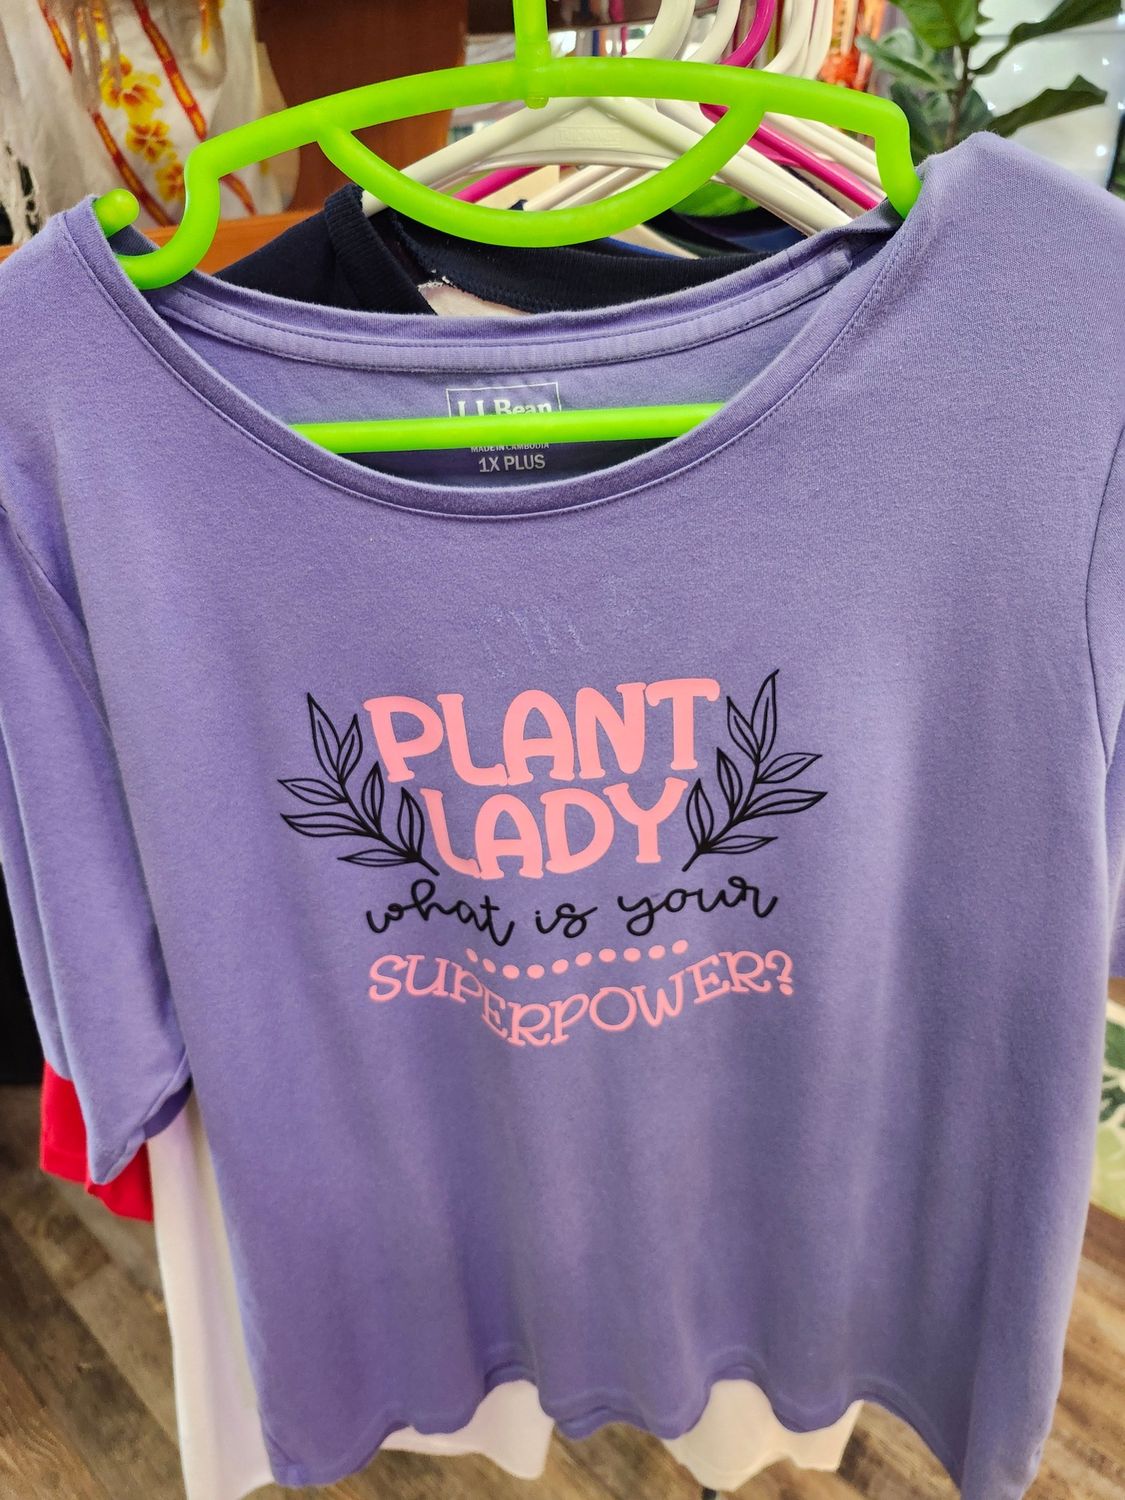 L.L.Bean
MADE IN CAMBODIA
1X PLUS
PLANT
LADY
what is your
SUPERPOWER?